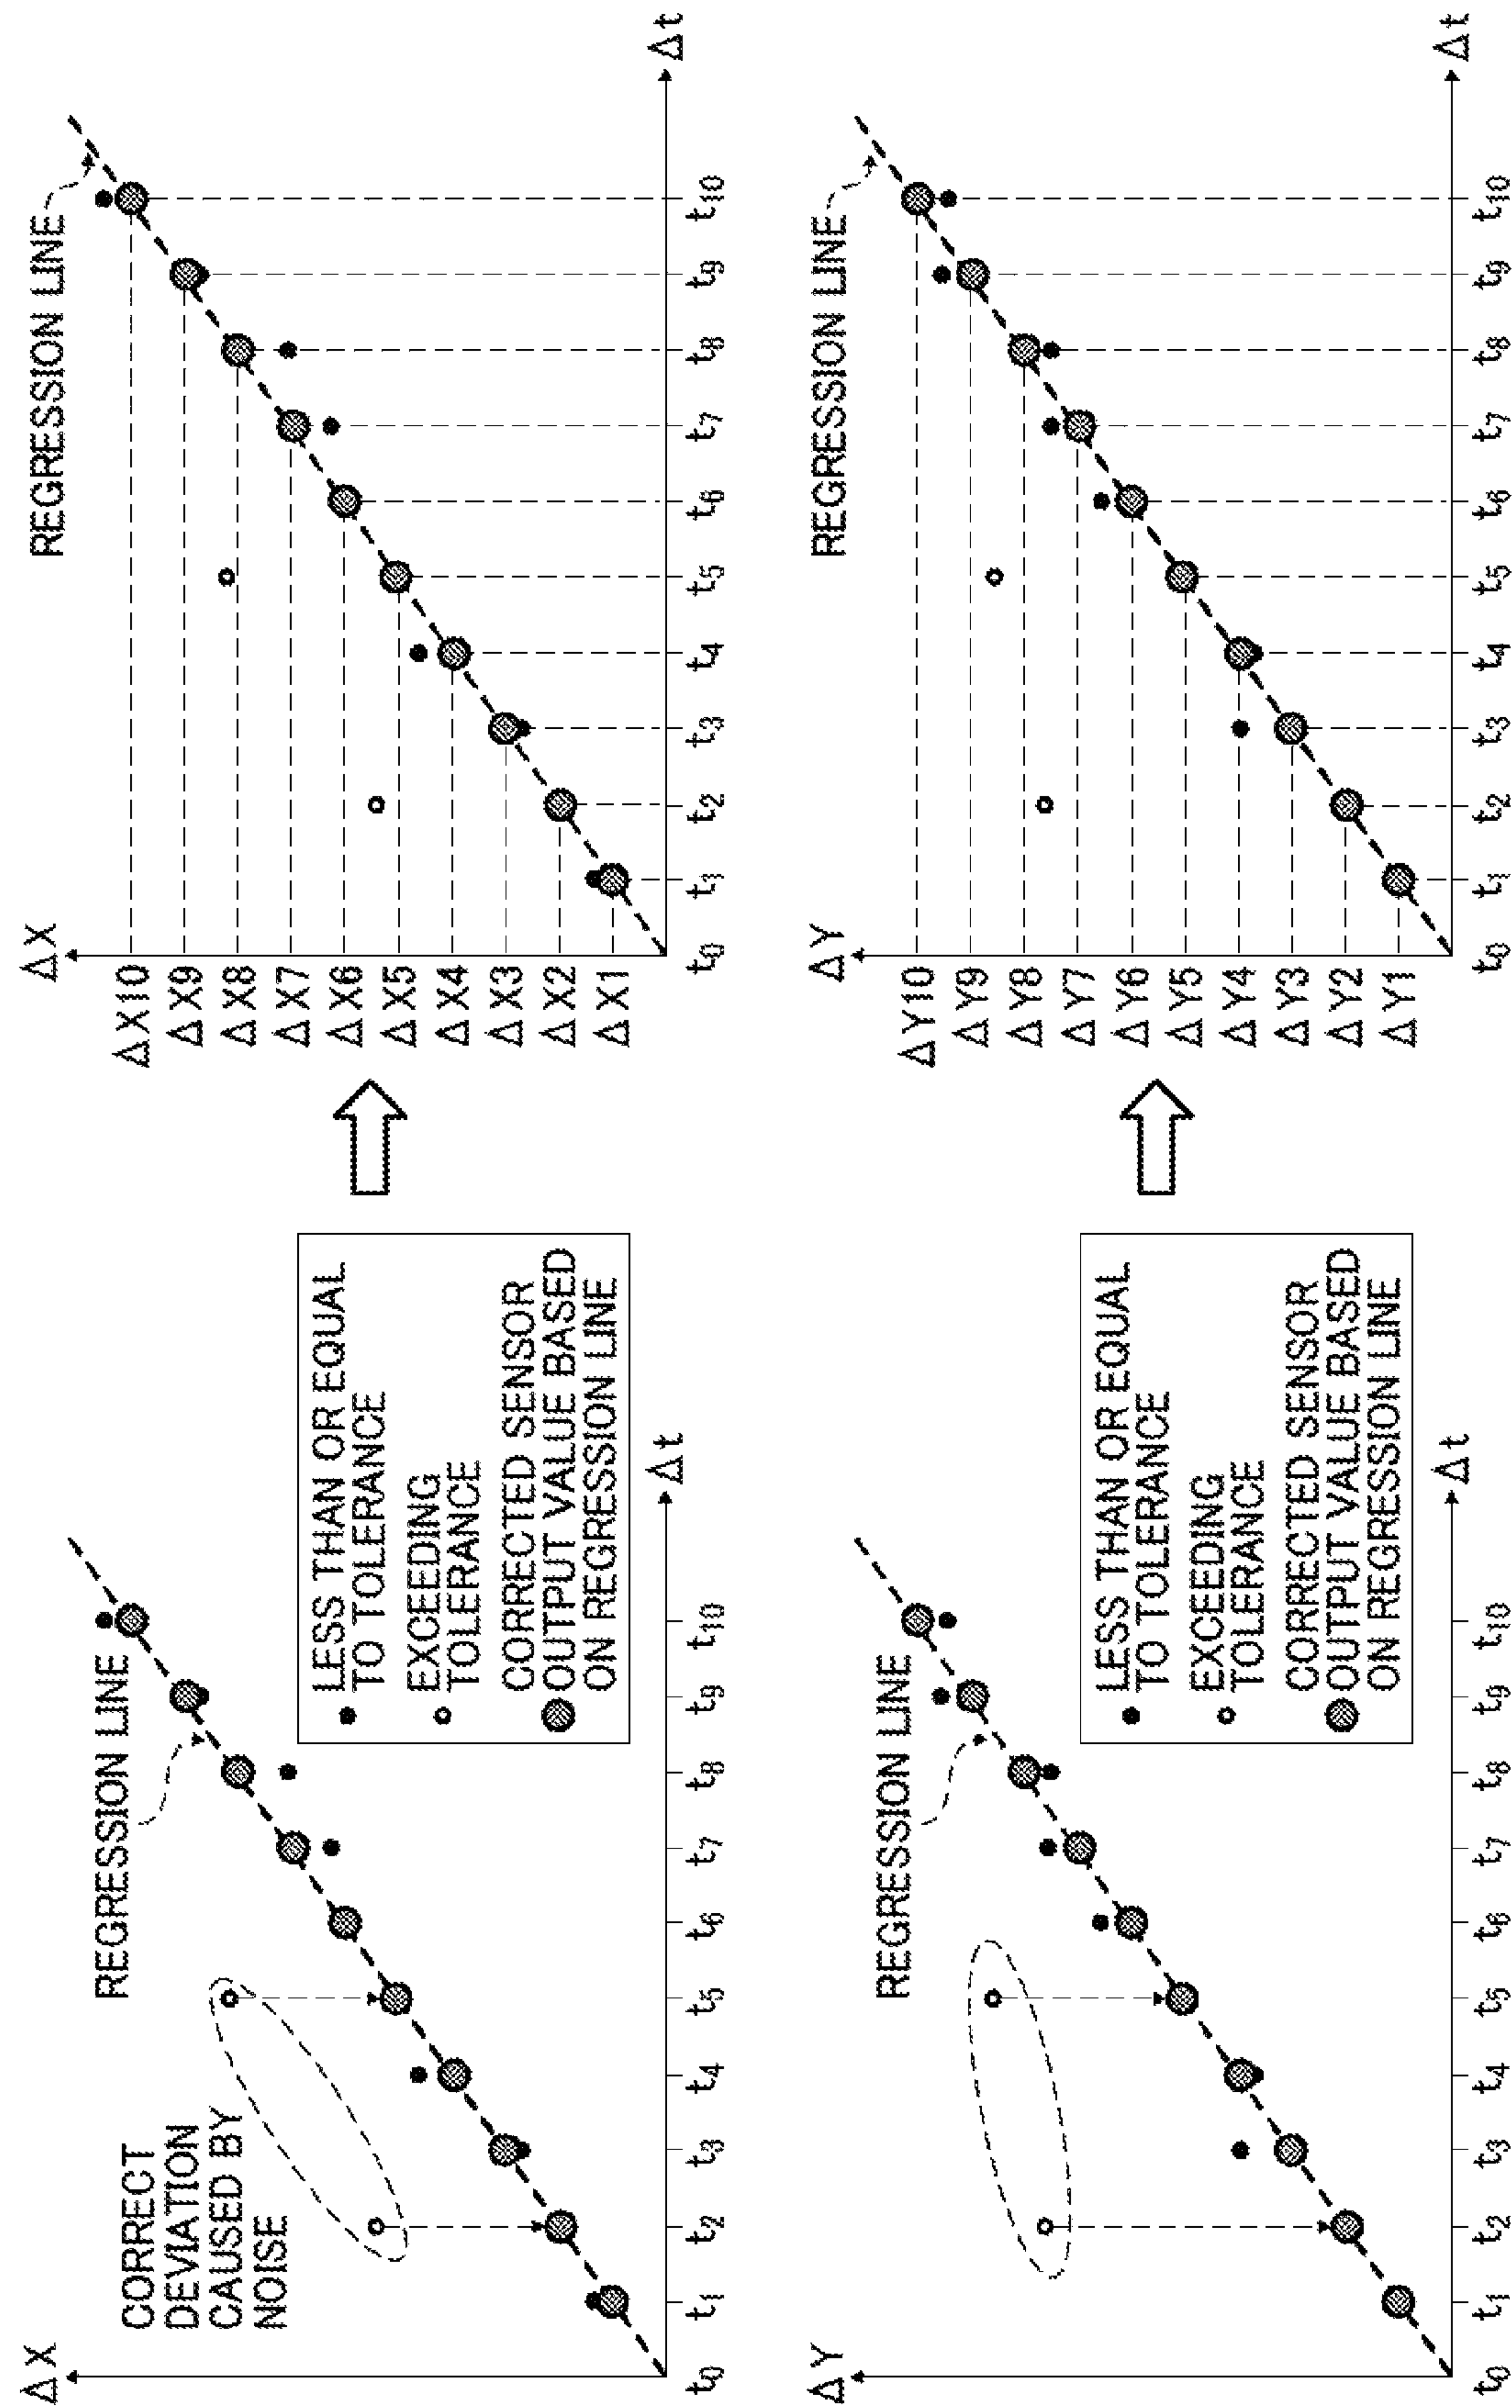 ΔX
CORRECT
DEVIATION
CAUSED BY
NOISE
REGRESSION LINE
t0 t1 t2 t3 t4 t5 t6 t7 t8 t9 t10
Δt
LESS THAN OR EQUAL
TO TOLERANCE
EXCEEDING
TOLERANCE
CORRECTED SENSOR
OUTPUT VALUE BASED
ON REGRESSION LINE
ΔX
ΔX10
ΔX9
ΔX8
ΔX7
ΔX6
ΔX5
ΔX4
ΔX3
ΔX2
ΔX1
REGRESSION LINE
t0 t1 t2 t3 t4 t5 t6 t7 t8 t9 t10
Δt
ΔY
REGRESSION LINE
t0 t1 t2 t3 t4 t5 t6 t7 t8 t9 t10
Δt
LESS THAN OR EQUAL
TO TOLERANCE
EXCEEDING
TOLERANCE
CORRECTED SENSOR
OUTPUT VALUE BASED
ON REGRESSION LINE
ΔY
ΔY10
ΔY9
ΔY8
ΔY7
ΔY6
ΔY5
ΔY4
ΔY3
ΔY2
ΔY1
REGRESSION LINE
t0 t1 t2 t3 t4 t5 t6 t7 t8 t9 t10
Δt